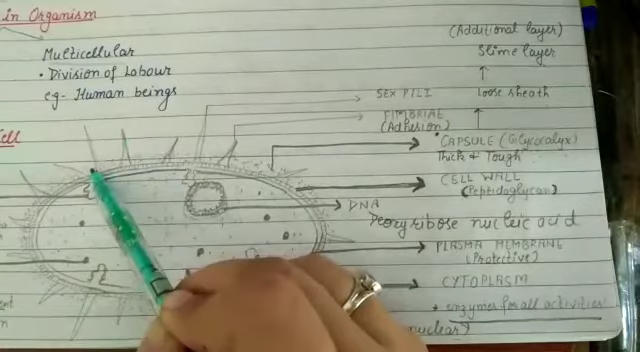 in Organism
Multicellular
• Division of Labour
eg- Human beings
Cell
(Additional layer)
Slime layer
Loose sheath
SEX PILI
FIMBRIAE
(Adhesion)
CAPSULE (Glycocalyx)
Thick & Tough
CELL WALL
(Peptidoglycan)
DNA
Deoxyribose nucleic acid
PLASMA MEMBRANE
(Protective)
CYTOPLASM
enzymes for all activities
nuclear)